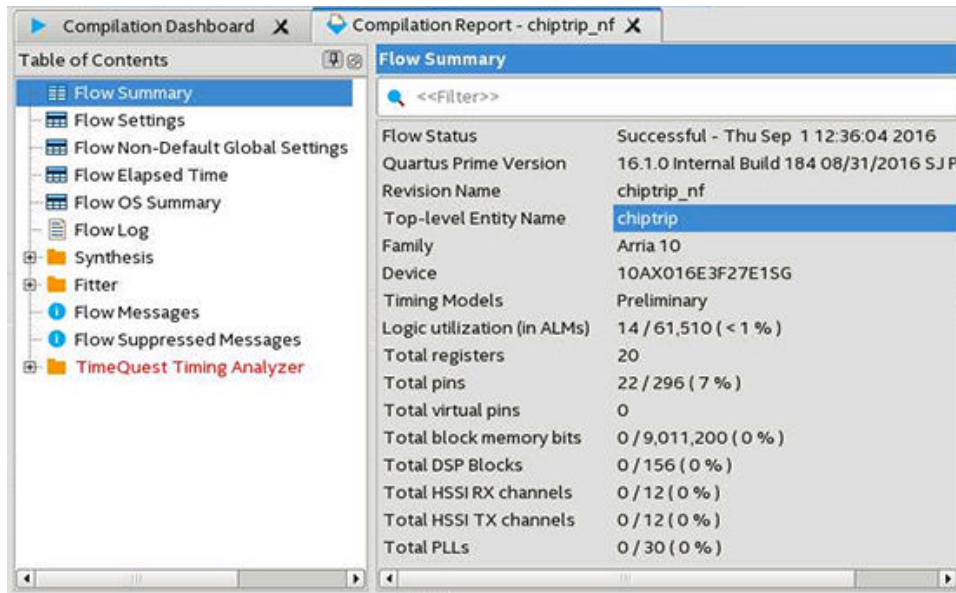 Compilation Dashboard X
Compilation Report - chiptrip_nf X
Table of Contents
Flow Summary
Flow Settings
Flow Non-Default Global Settings
Flow Elapsed Time
Flow OS Summary
Flow Log
Synthesis
Fitter
Flow Messages
Flow Suppressed Messages
TimeQuest Timing Analyzer
Flow Summary
<<Filter>>
Flow Status Successful - Thu Sep 1 12:36:04 2016
Quartus Prime Version 16.1.0 Internal Build 184 08/31/2016 SJ P
Revision Name chiptrip_nf
Top-level Entity Name chiptrip
Family Arria 10
Device 10AX016E3F27E1SG
Timing Models Preliminary
Logic utilization (in ALMs) 14 / 61,510 ( < 1 % )
Total registers 20
Total pins 22 / 296 ( 7 % )
Total virtual pins 0
Total block memory bits 0 / 9,011,200 ( 0 % )
Total DSP Blocks 0 / 156 ( 0 % )
Total HSSI RX channels 0 / 12 ( 0 % )
Total HSSI TX channels 0 / 12 ( 0 % )
Total PLLs 0 / 30 ( 0 % )